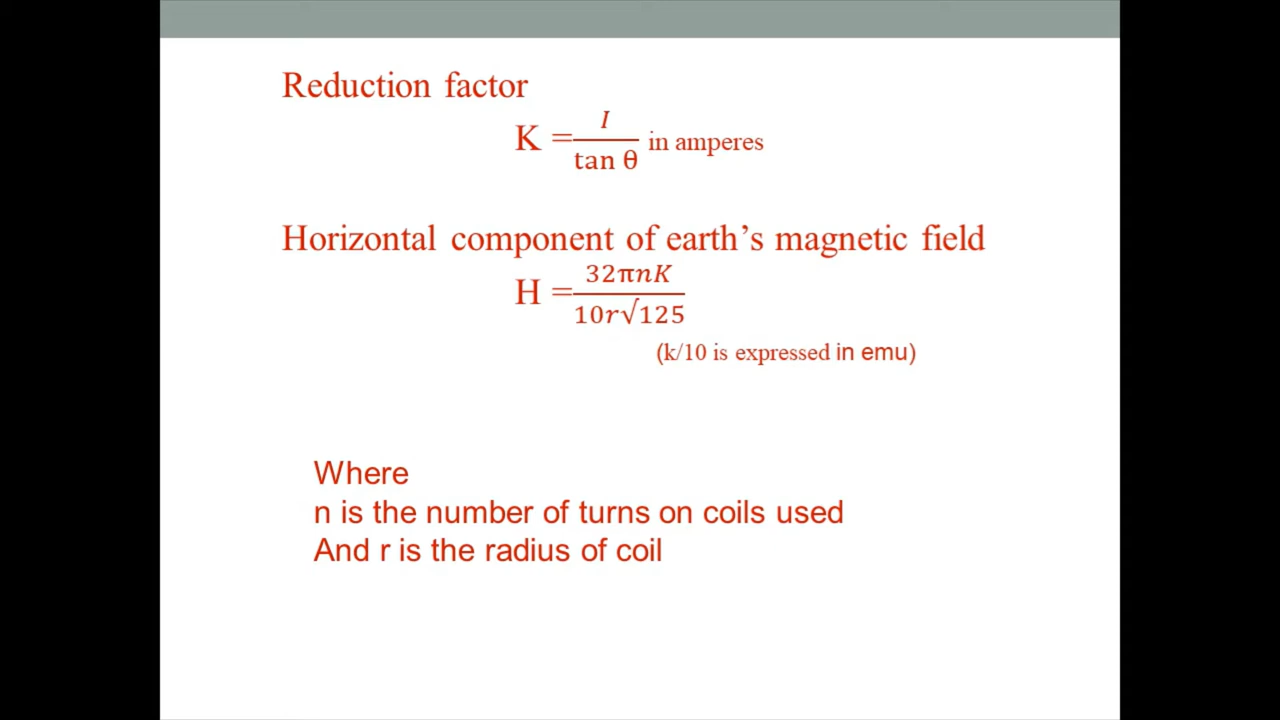 Reduction factor
K = I / tan θ in amperes
Horizontal component of earth's magnetic field
H = 32πnK / 10r√125
(k/10 is expressed in emu)
Where
n is the number of turns on coils used
And r is the radius of coil